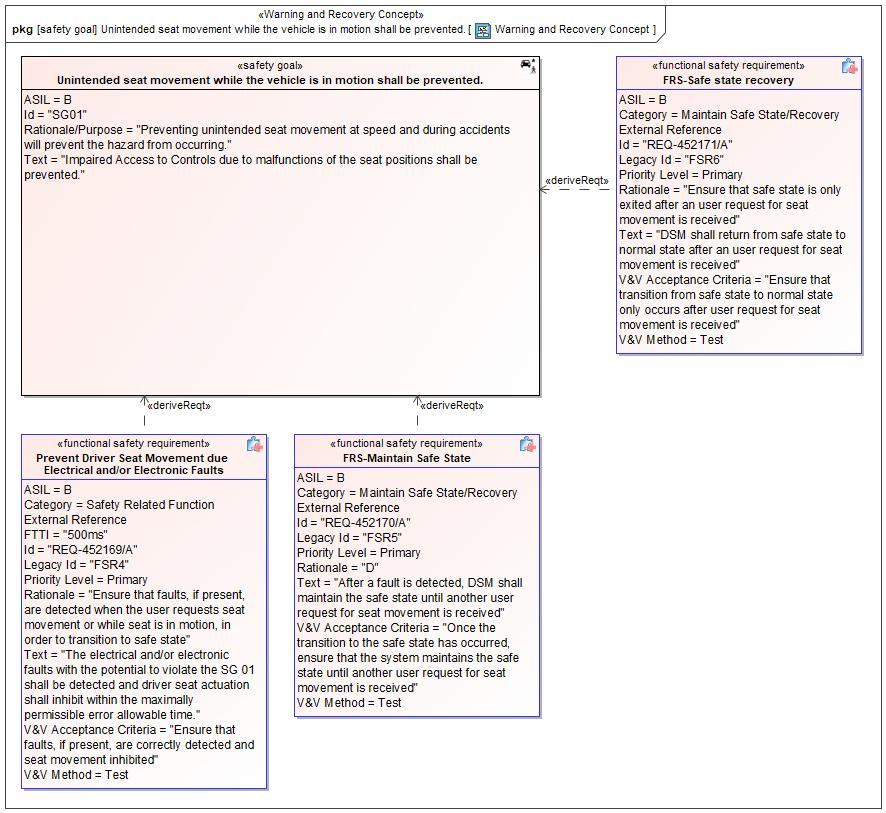 «Warning and Recovery Concept»
pkg [safety goal] Unintended seat movement while the vehicle is in motion shall be prevented. [ Warning and Recovery Concept ]
«safety goal»
Unintended seat movement while the vehicle is in motion shall be prevented.
ASIL = B
Id = "SG01"
Rationale/Purpose = "Preventing unintended seat movement at speed and during accidents
will prevent the hazard from occurring."
Text = "Impaired Access to Controls due to malfunctions of the seat positions shall be
prevented."
«deriveReqt»
«functional safety requirement»
FRS-Safe state recovery
ASIL = B
Category = Maintain Safe State/Recovery
External Reference
Id = "REQ-452171/A"
Legacy Id = "FSR6"
Priority Level = Primary
Rationale = "Ensure that safe state is only
exited after an user request for seat
movement is received"
Text = "DSM shall return from safe state to
normal state after an user request for seat
movement is received"
V&V Acceptance Criteria = "Ensure that
transition from safe state to normal state
only occurs after user request for seat
movement is received"
V&V Method = Test
«deriveReqt»
«deriveReqt»
«functional safety requirement»
Prevent Driver Seat Movement due
Electrical and/or Electronic Faults
ASIL = B
Category = Safety Related Function
External Reference
FTTI = "500ms"
Id = "REQ-452169/A"
Legacy Id = "FSR4"
Priority Level = Primary
Rationale = "Ensure that faults, if present,
are detected when the user requests seat
movement or while seat is in motion, in
order to transition to safe state"
Text = "The electrical and/or electronic
faults with the potential to violate the SG 01
shall be detected and driver seat actuation
shall inhibit within the maximally
permissible error allowable time."
V&V Acceptance Criteria = "Ensure that
faults, if present, are correctly detected and
seat movement inhibited"
V&V Method = Test
«functional safety requirement»
FRS-Maintain Safe State
ASIL = B
Category = Maintain Safe State/Recovery
External Reference
Id = "REQ-452170/A"
Legacy Id = "FSR5"
Priority Level = Primary
Rationale = "D"
Text = "After a fault is detected, DSM shall
maintain the safe state until another user
request for seat movement is received"
V&V Acceptance Criteria = "Once the
transition to the safe state has occurred,
ensure that the system maintains the safe
state until another user request for seat
movement is received"
V&V Method = Test